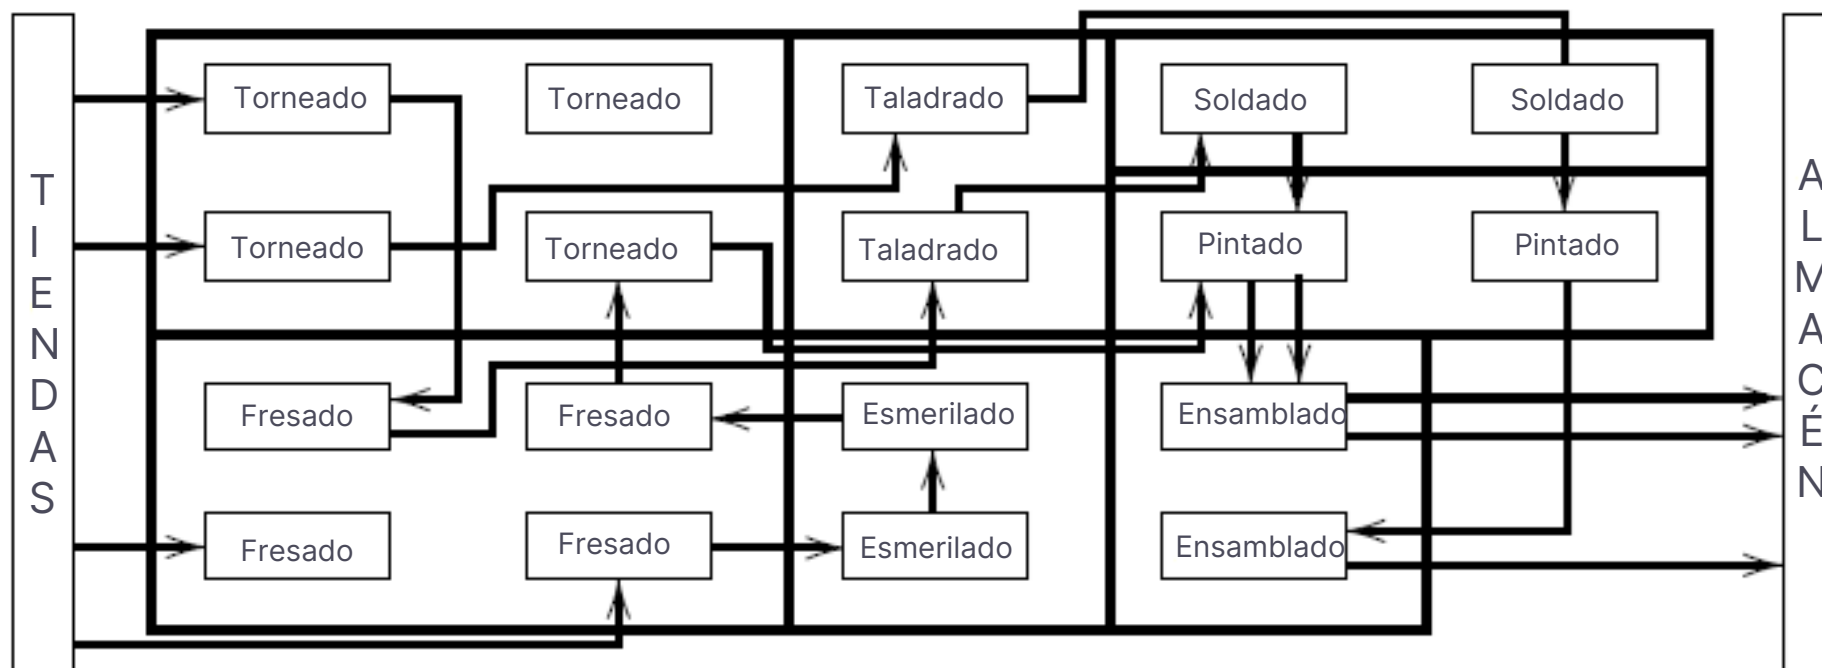 TIENDAS
Torneado
Torneado
Taladrado
Soldado
Soldado
Torneado
Torneado
Taladrado
Pintado
Pintado
Fresado
Fresado
Esmerilado
Ensamblado
Fresado
Fresado
Esmerilado
Ensamblado
ALMACÉN